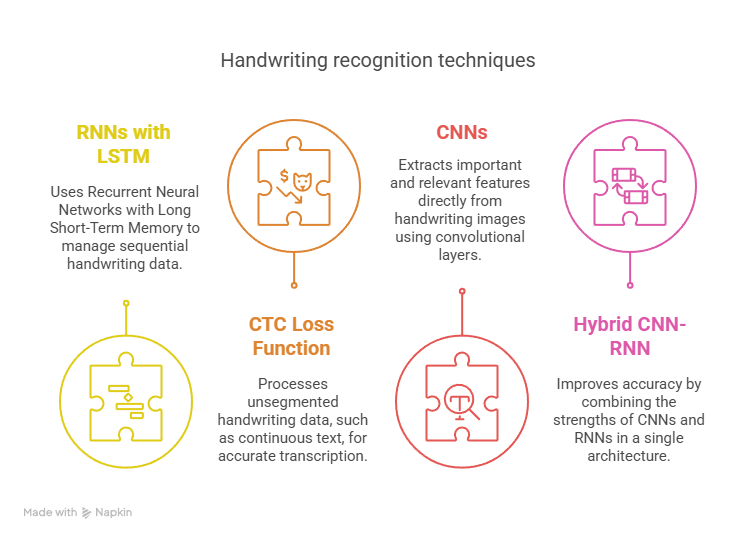 Handwriting recognition techniques
RNNs with
LSTM
Uses Recurrent Neural
Networks with Long
Short-Term Memory to
manage sequential
handwriting data.
CTC Loss
Function
Processes
unsegmented
handwriting data, such
as continuous text, for
accurate transcription.
CNNs
Extracts important
and relevant features
directly from
handwriting images
using convolutional
layers.
Hybrid CNN-
RNN
Improves accuracy by
combining the
strengths of CNNs and
RNNs in a single
architecture.
$
T
Made with Napkin